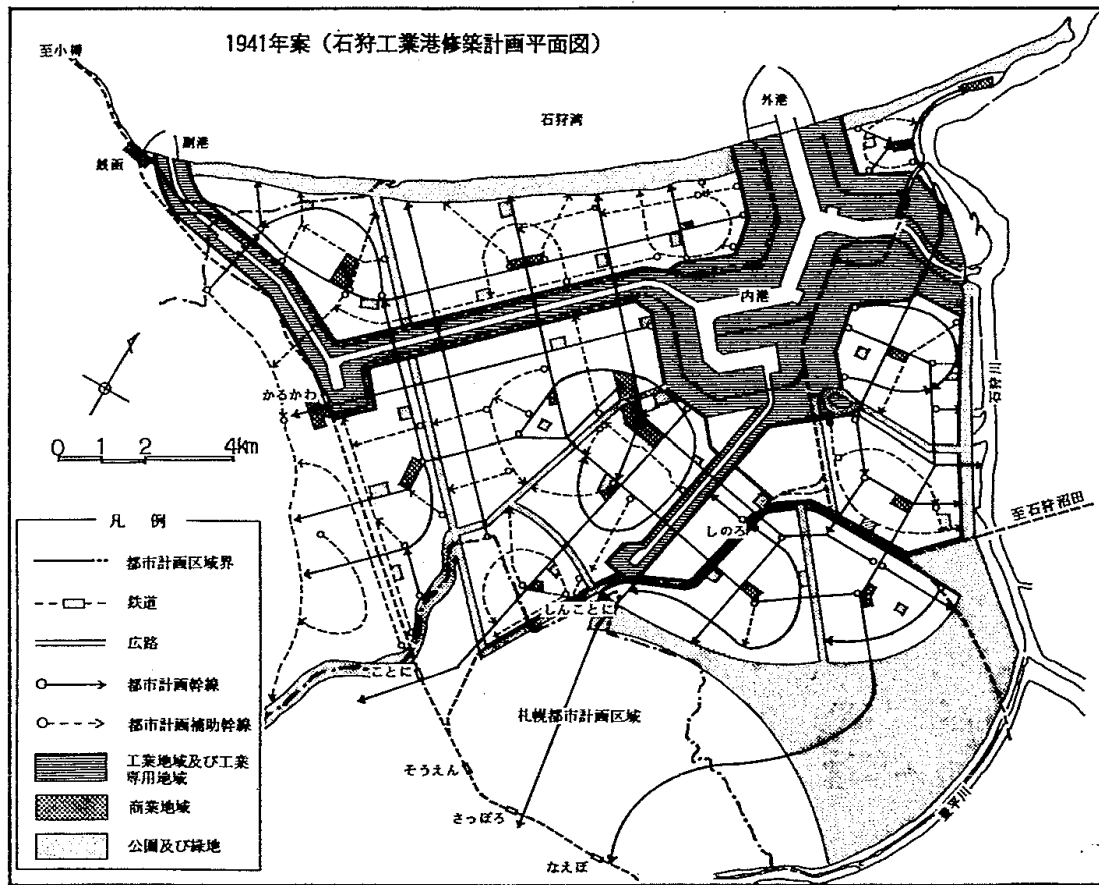 1941年案(石狩工業港修築計画平面図)
至小樽
石狩湾
外港
副港
銭函
内港
かるかわ
石狩川
0 1 2 4km
至石狩沼田
しのろ
しんことに
ことに
札幌都市計画区域
そうえん
さっぽろ
なえぼ
豊平川
凡 例
都市計画区域界
鉄道
広路
都市計画幹線
都市計画補助幹線
工業地域及び工業
専用地域
商業地域
公園及び緑地